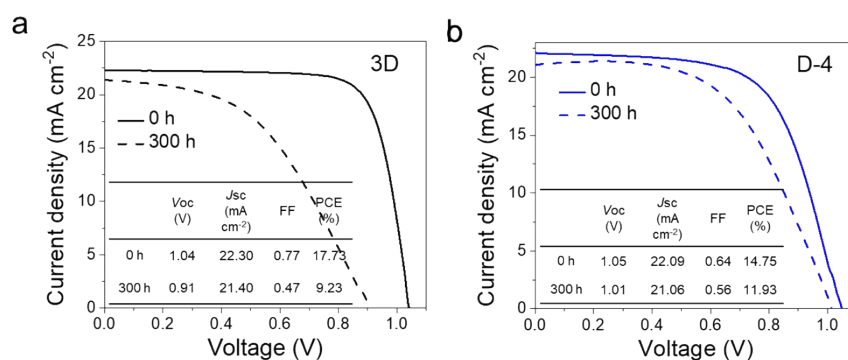 a
3D
Current density (mA cm⁻²)
25
20
15
10
5
0
0 h
300 h
Voc (V) Jsc (mA cm⁻²) FF PCE (%)
0 h 1.04 22.30 0.77 17.73
300 h 0.91 21.40 0.47 9.23
0.0 0.2 0.4 0.6 0.8 1.0
Voltage (V)
b
D-4
Current density (mA cm⁻²)
20
15
10
5
0
0 h
300 h
Voc (V) Jsc (mA cm⁻²) FF PCE (%)
0 h 1.05 22.09 0.64 14.75
300 h 1.01 21.06 0.56 11.93
0.0 0.2 0.4 0.6 0.8 1.0
Voltage (V)